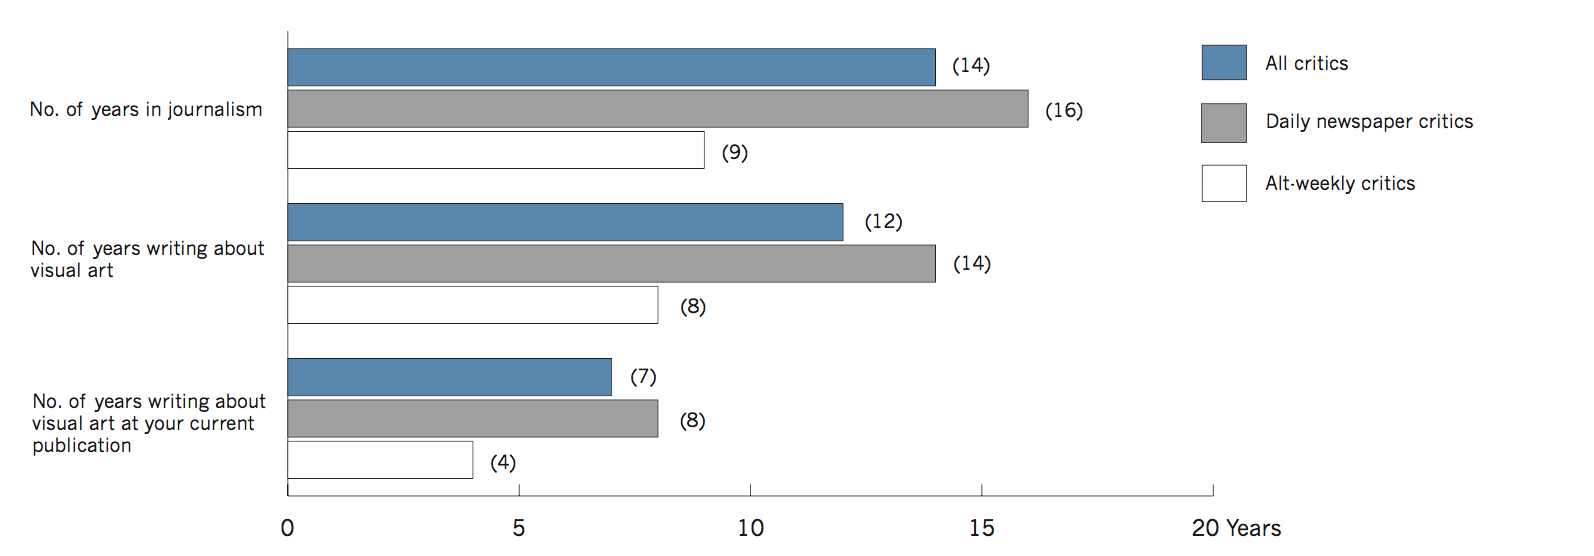 No. of years in journalism
(14)
(16)
(9)
No. of years writing about
visual art
(12)
(14)
(8)
No. of years writing about
visual art at your current
publication
(7)
(8)
(4)
0 5 10 15 20 Years
All critics
Daily newspaper critics
Alt-weekly critics